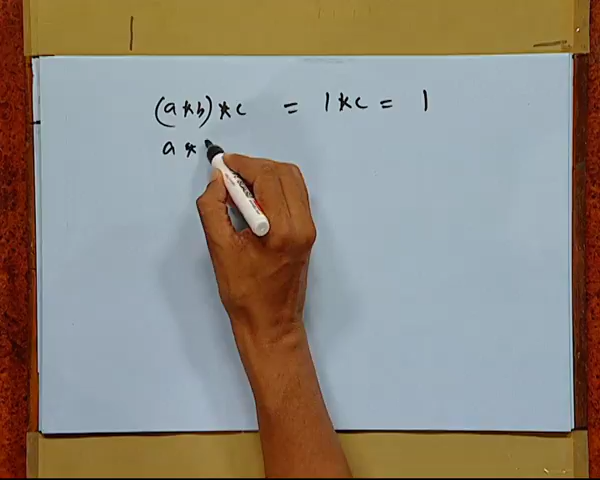 (a * b) * c = 1 * c = 1
a *